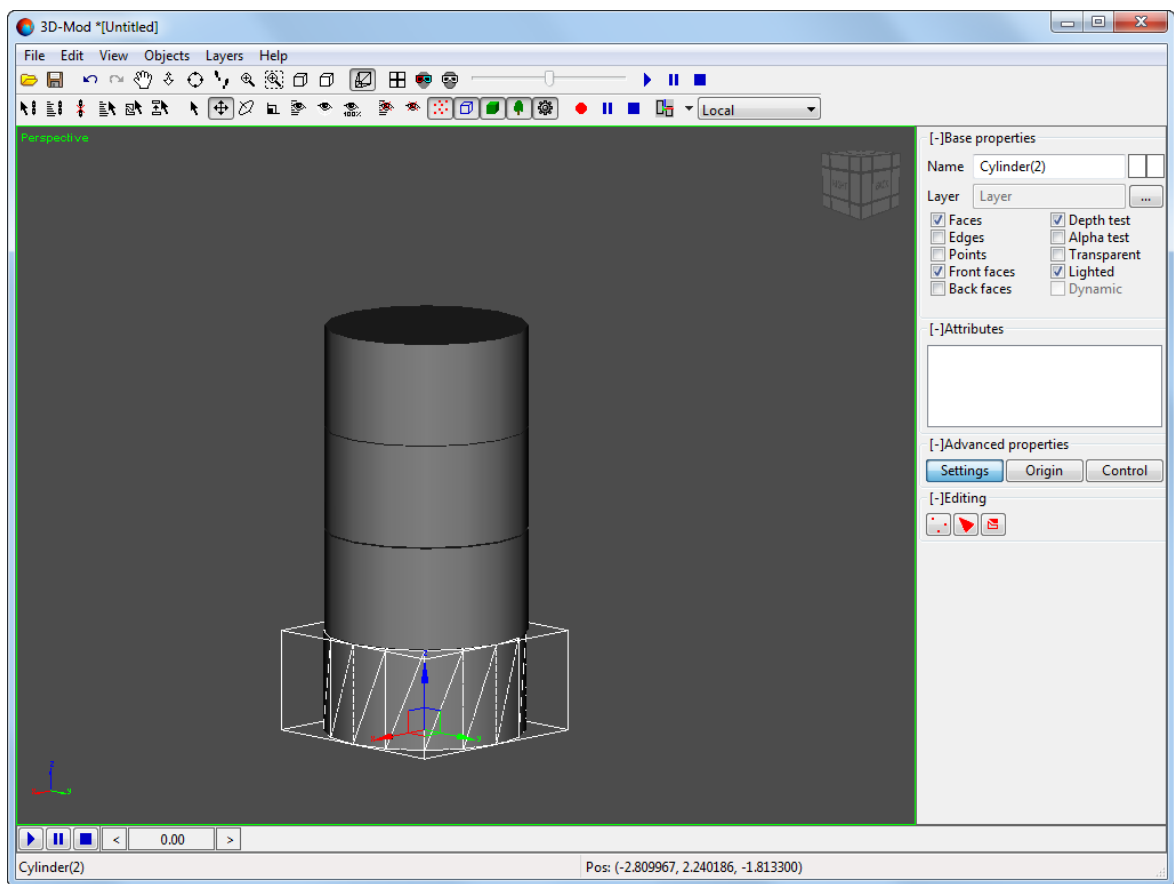 3D-Mod *[Untitled]
File Edit View Objects Layers Help
100%
Local
Perspective
[-]Base properties
Name Cylinder(2)
Layer Layer ...
Faces Depth test
Edges Alpha test
Points Transparent
Front faces Lighted
Back faces Dynamic
[-]Attributes
[-]Advanced properties
Settings Origin Control
[-]Editing
z
x y
z
y
< 0.00 >
Cylinder(2) Pos: (-2.809967, 2.240186, -1.813300)